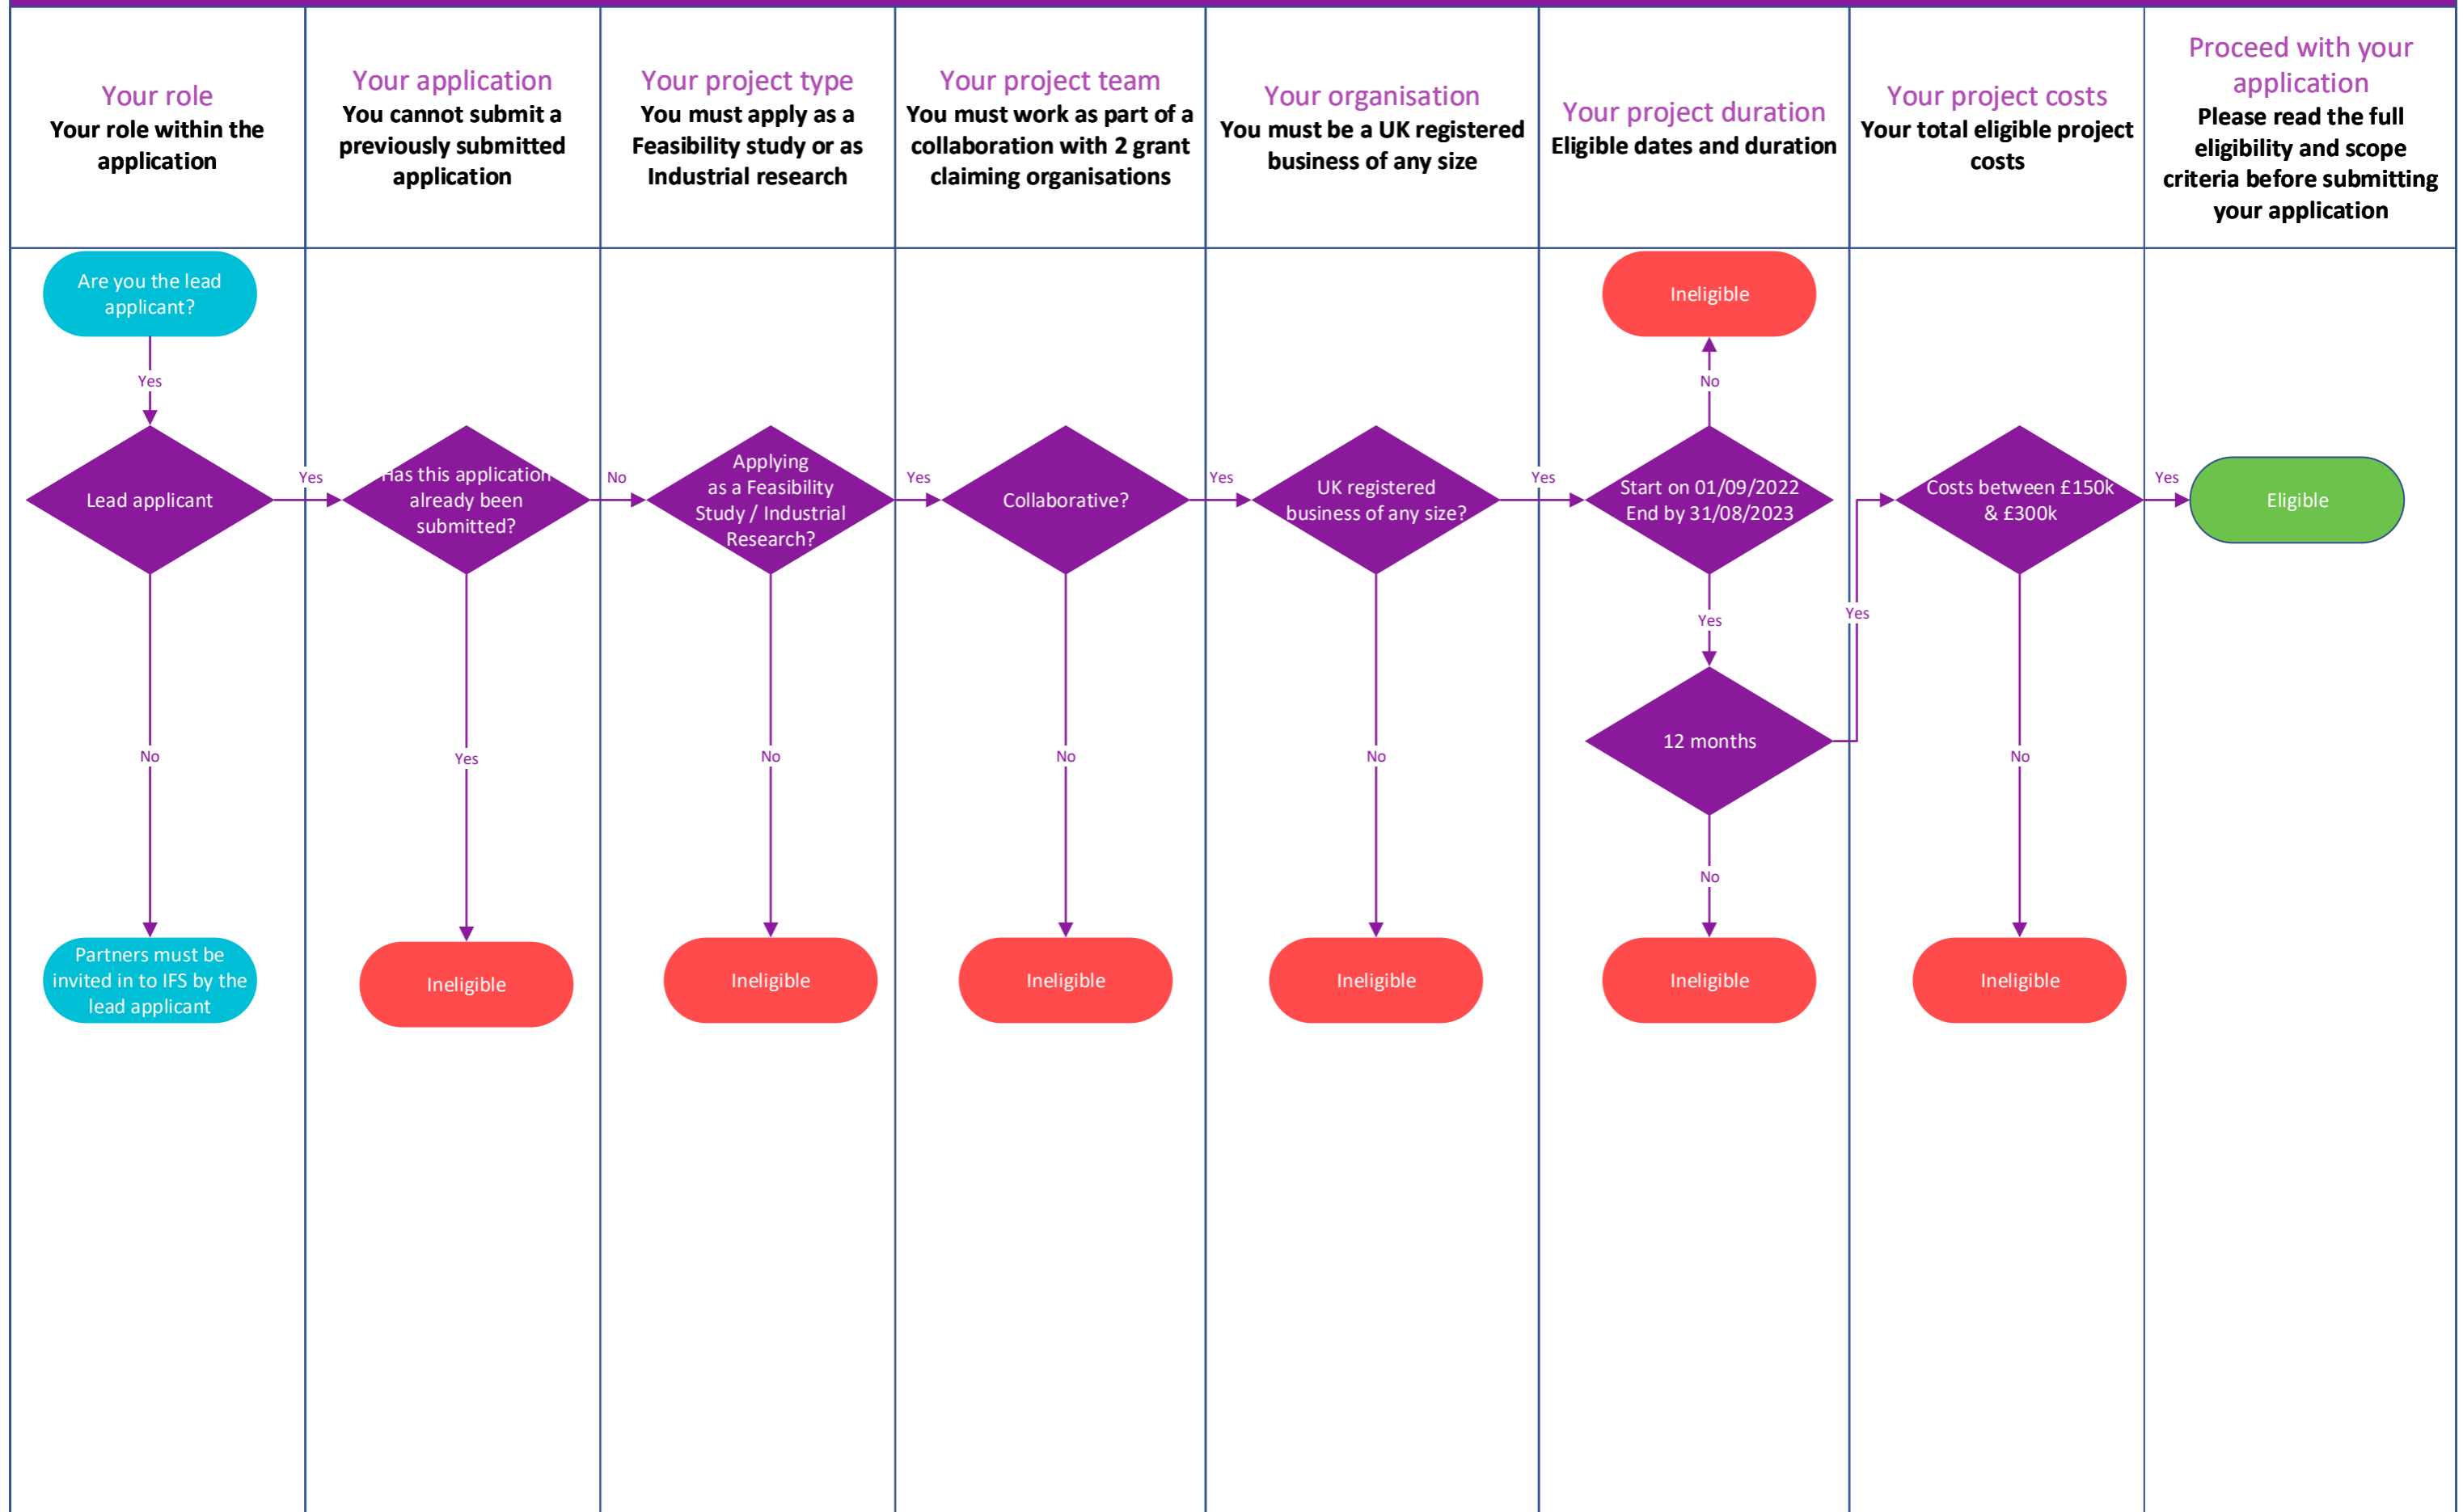 Your role
Your role within the
application
Your application
You cannot submit a
previously submitted
application
Your project type
You must apply as a
Feasibility study or as
Industrial research
Your project team
You must work as part of a
collaboration with 2 grant
claiming organisations
Your organisation
You must be a UK registered
business of any size
Your project duration
Eligible dates and duration
Your project costs
Your total eligible project
costs
Proceed with your
application
Please read the full
eligibility and scope
criteria before submitting
your application
Are you the lead
applicant?
Yes
Lead applicant
No
Partners must be
invited in to IFS by the
lead applicant
Yes
Has this application
already been
submitted?
Yes
Ineligible
No
Applying
as a Feasibility
Study / Industrial
Research?
No
Ineligible
Yes
Collaborative?
No
Ineligible
Yes
UK registered
business of any size?
No
Ineligible
Yes
Ineligible
No
Start on 01/09/2022
End by 31/08/2023
Yes
12 months
No
Ineligible
Yes
Costs between £150k
& £300k
No
Ineligible
Yes
Eligible